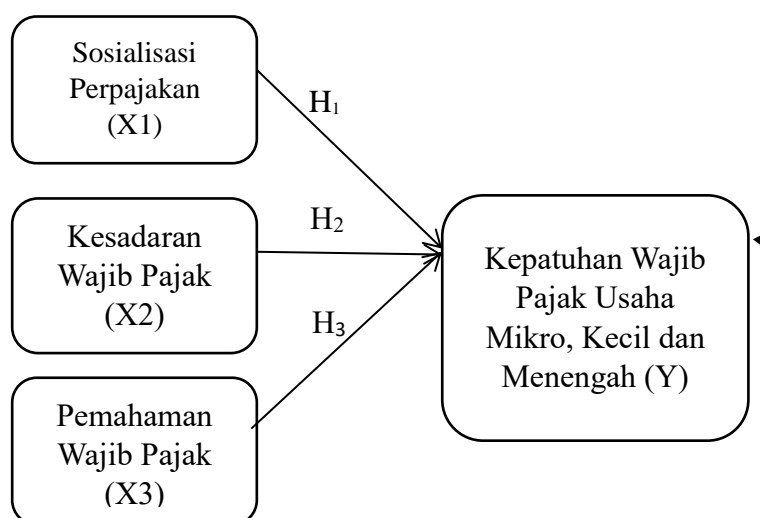 Sosialisasi
Perpajakan
(X1)
H₁
Kesadaran
Wajib Pajak
(X2)
H₂
Pemahaman
Wajib Pajak
(X3)
H₃
Kepatuhan Wajib
Pajak Usaha
Mikro, Kecil dan
Menengah (Y)